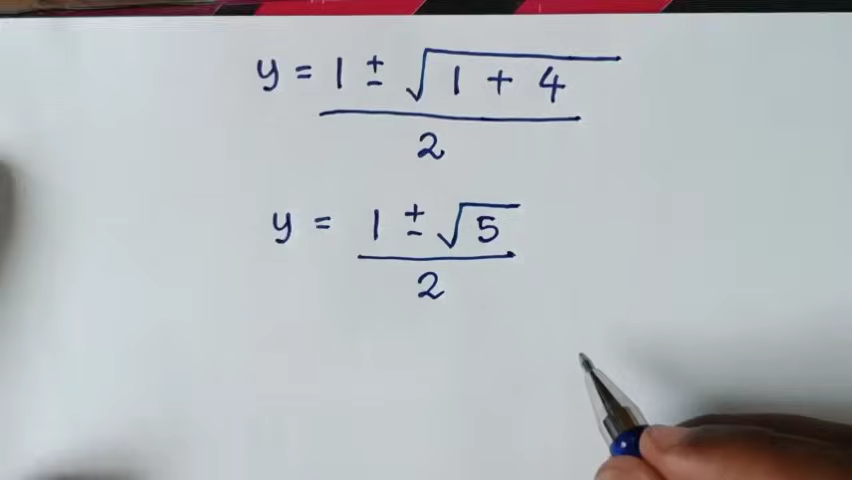 y = 1 ± √1 + 4
2
y = 1 ± √5
2